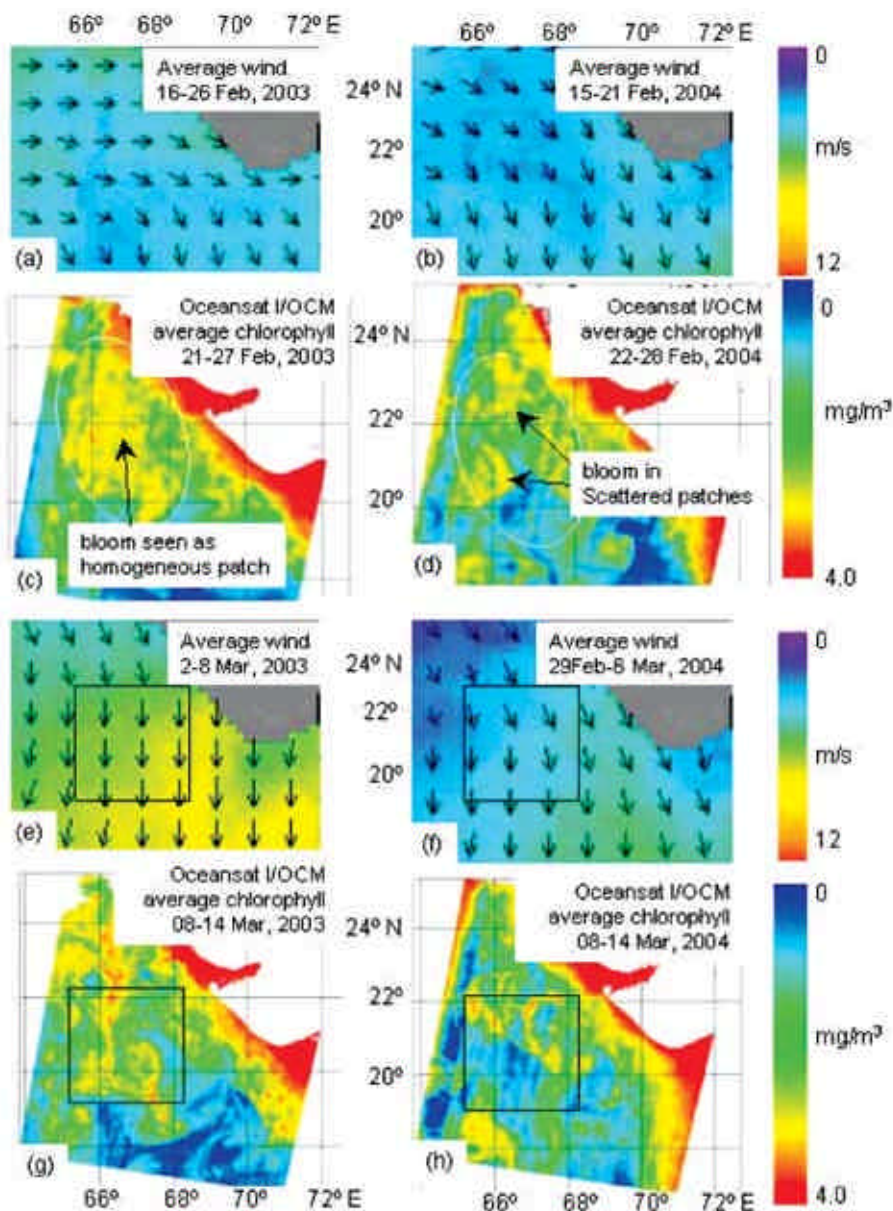 66° 68° 70° 72° E
66° 68° 70° 72° E
Average wind
16-26 Feb, 2003
(a)
24° N
22°
20°
Average wind
15-21 Feb, 2004
(b)
0
m/s
12
Oceansat I/OCM
average chlorophyll
21-27 Feb, 2003
bloom seen as
homogeneous patch
(c)
24° N
22°
20°
Oceansat I/OCM
average chlorophyll
22-28 Feb, 2004
bloom in
Scattered patches
(d)
0
mg/m³
4.0
Average wind
2-8 Mar, 2003
(e)
24° N
22°
20°
Average wind
29Feb-6 Mar, 2004
(f)
0
m/s
12
Oceansat I/OCM
average chlorophyll
08-14 Mar, 2003
(g)
24° N
22°
20°
Oceansat I/OCM
average chlorophyll
08-14 Mar, 2004
(h)
0
mg/m³
4.0
66° 68° 70° 72° E
66° 68° 70° 72° E